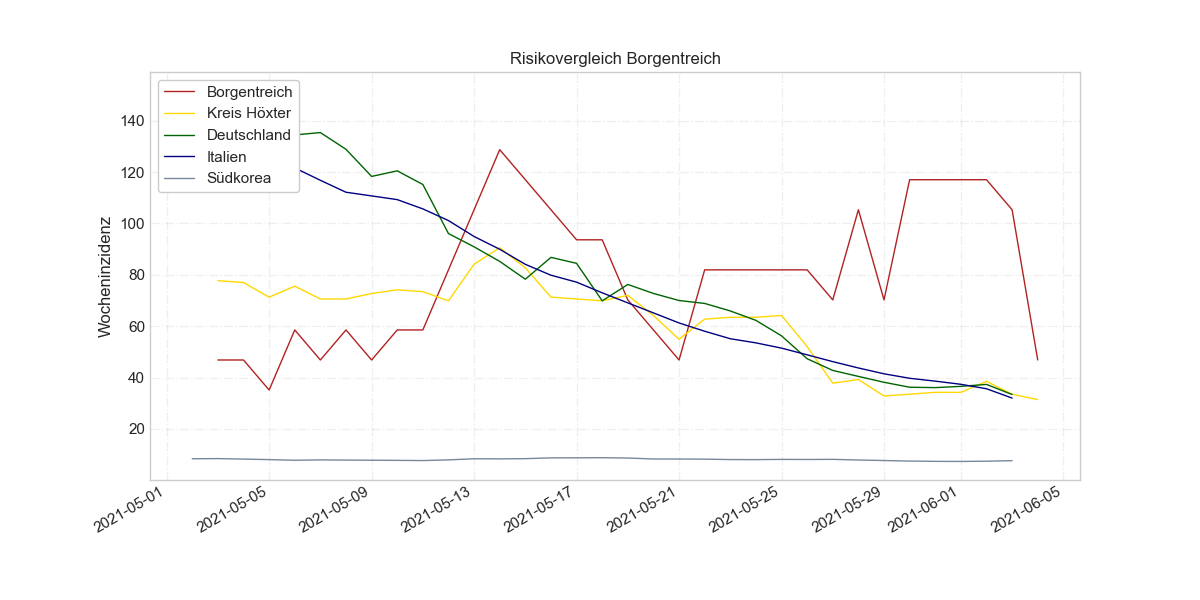 Risikovergleich Borgentreich
Borgentreich
Kreis Höxter
Deutschland
Italien
Südkorea
Wocheninzidenz
140
120
100
80
60
40
20
2021-05-01
2021-05-05
2021-05-09
2021-05-13
2021-05-17
2021-05-21
2021-05-25
2021-05-29
2021-06-01
2021-06-05